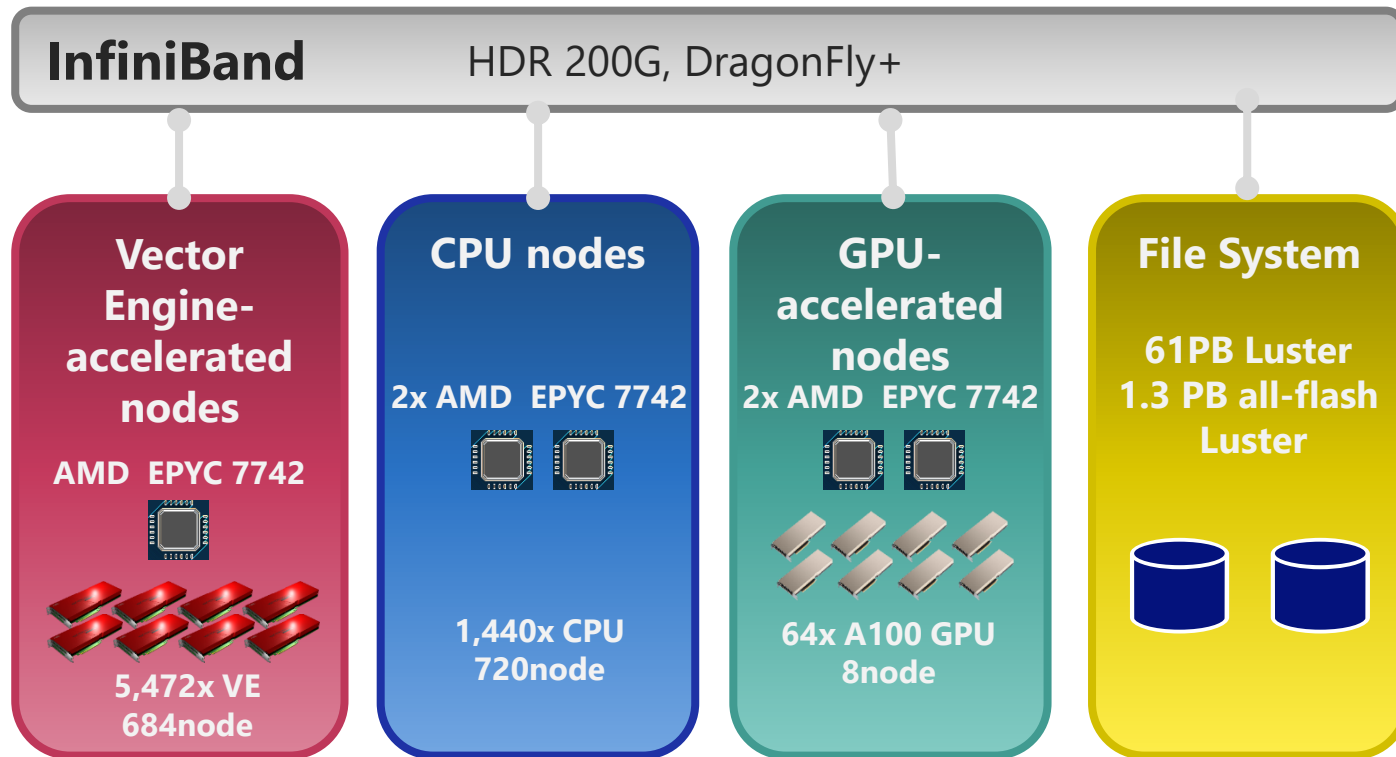 InfiniBand HDR 200G, DragonFly+
Vector
Engine-
accelerated
nodes
AMD EPYC 7742
5,472x VE
684node
CPU nodes
2x AMD EPYC 7742
1,440x CPU
720node
GPU-
accelerated
nodes
2x AMD EPYC 7742
64x A100 GPU
8node
File System
61PB Luster
1.3 PB all-flash
Luster